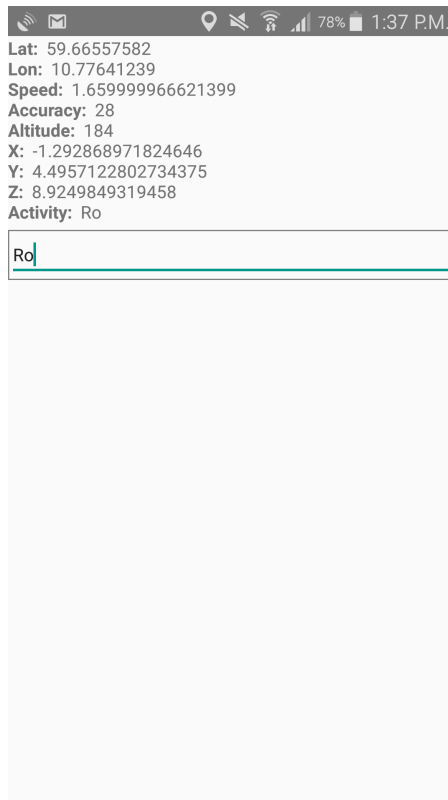 78% 1:37 P.M.
Lat: 59.66557582
Lon: 10.77641239
Speed: 1.659999966621399
Accuracy: 28
Altitude: 184
X: -1.292868971824646
Y: 4.4957122802734375
Z: 8.9249849319458
Activity: Ro
Ro